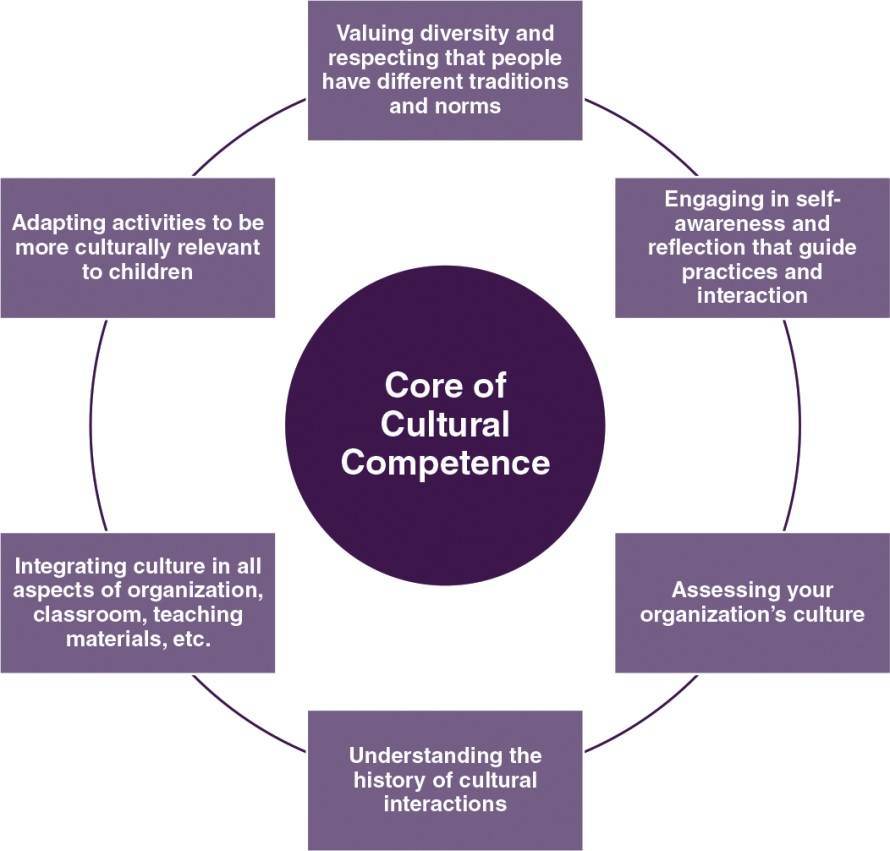 Valuing diversity and
respecting that people
have different traditions
and norms
Engaging in self-
awareness and
reflection that guide
practices and
interaction
Assessing your
organization’s culture
Understanding the
history of cultural
interactions
Integrating culture in all
aspects of organization,
classroom, teaching
materials, etc.
Adapting activities to be
more culturally relevant
to children
Core of
Cultural
Competence